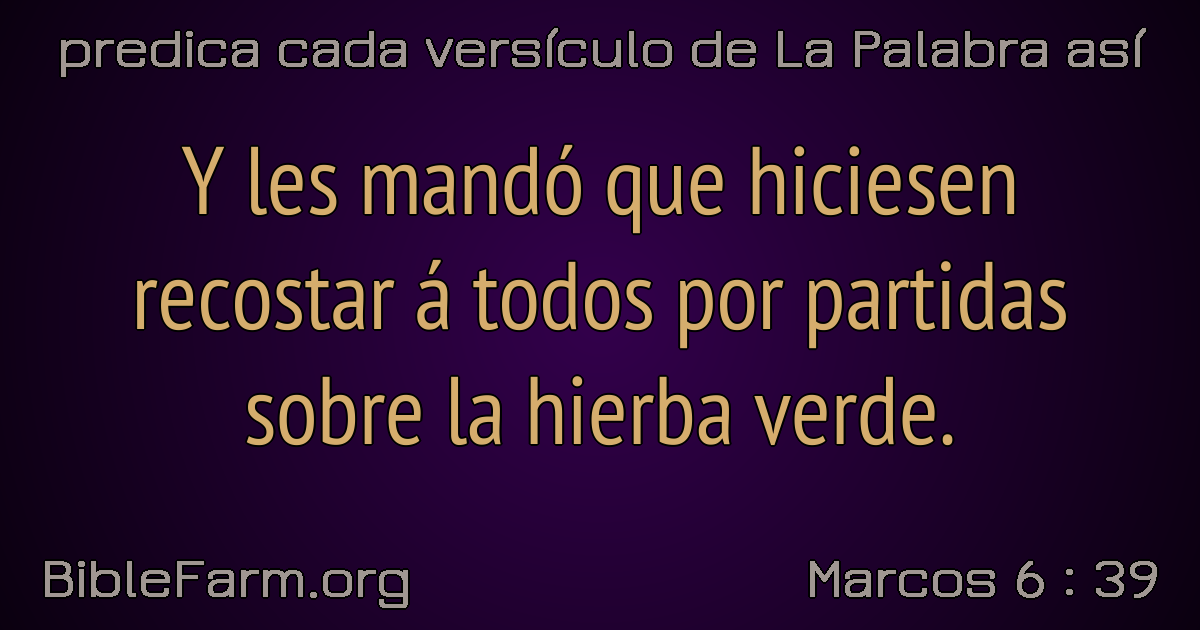 predica cada versículo de La Palabra así
Y les mandó que hiciesen
recostar á todos por partidas
sobre la hierba verde.
BibleFarm.org
Marcos 6 : 39